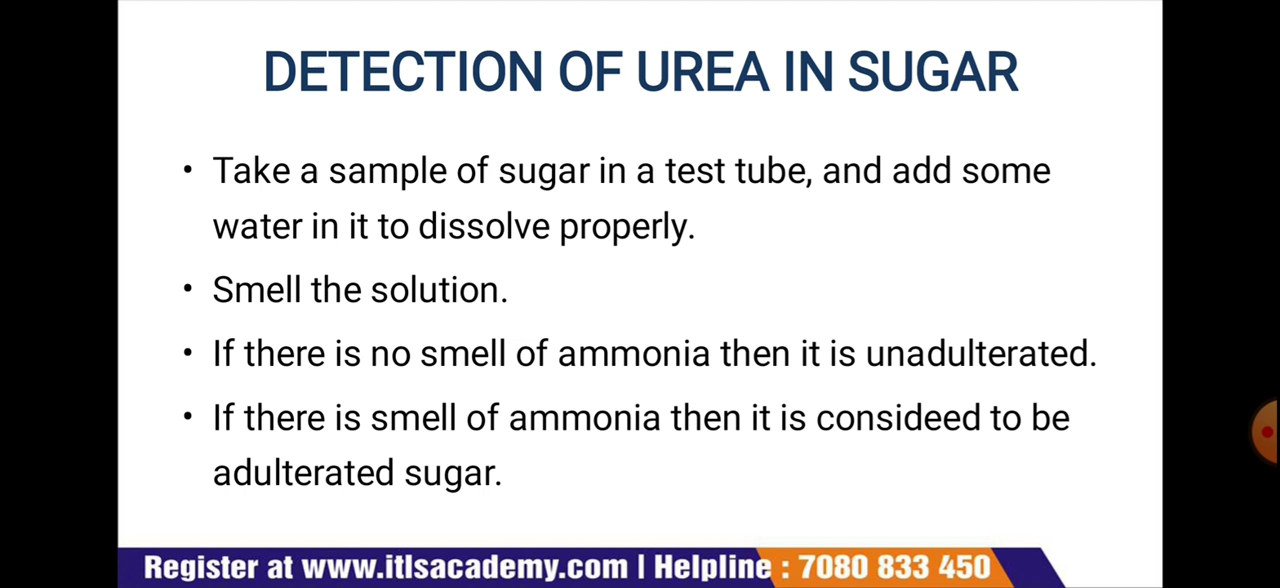 DETECTION OF UREA IN SUGAR
• Take a sample of sugar in a test tube, and add some
water in it to dissolve properly.
• Smell the solution.
• If there is no smell of ammonia then it is unadulterated.
• If there is smell of ammonia then it is consideed to be
adulterated sugar.
Register at www.itlsacademy.com | Helpline : 7080 833 450